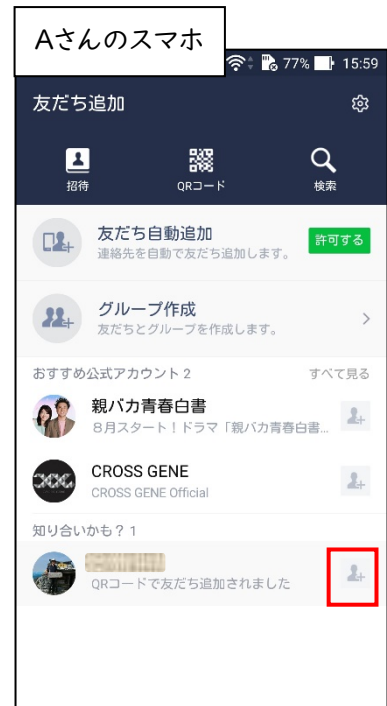 Aさんのスマホ
77% 15:59
友だち追加
招待 QRコード 検索
友だち自動追加
連絡先を自動で友だち追加します。
許可する
グループ作成
友だちとグループを作成します。
おすすめ公式アカウント 2 すべて見る
親バカ青春白書
8月スタート！ドラマ「親バカ青春白書...
CROSS GENE
CROSS GENE Official
知り合いかも？ 1
QRコードで友だち追加されました